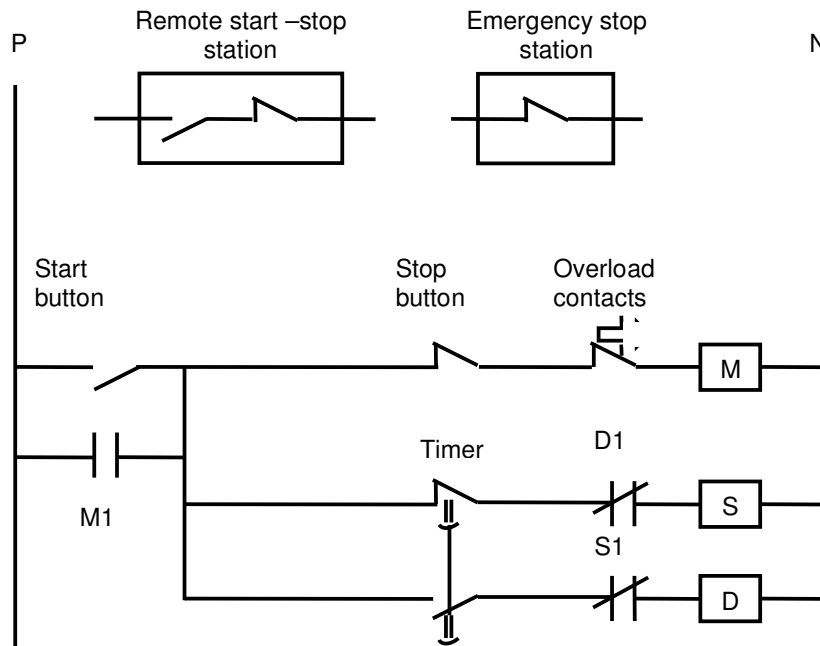 P
Remote start –stop
station
Emergency stop
station
N
Start
button
Stop
button
Overload
contacts
M
M1
Timer
D1
S
S1
D